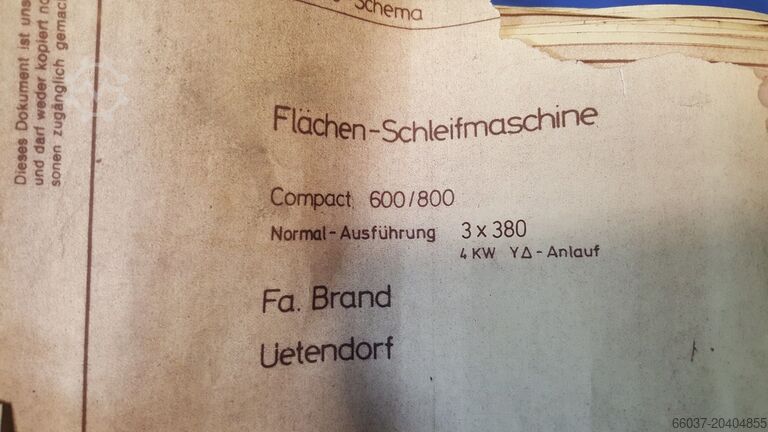 Schema
Dieses Dokument ist uns
und darf weder kopiert no
sonen zugänglich gemac
Flächen-Schleifmaschine
Compact 600/800
Normal-Ausführung 3 x 380
4 KW Y∆-Anlauf
Fa. Brand
Uetendorf
66037-20404855